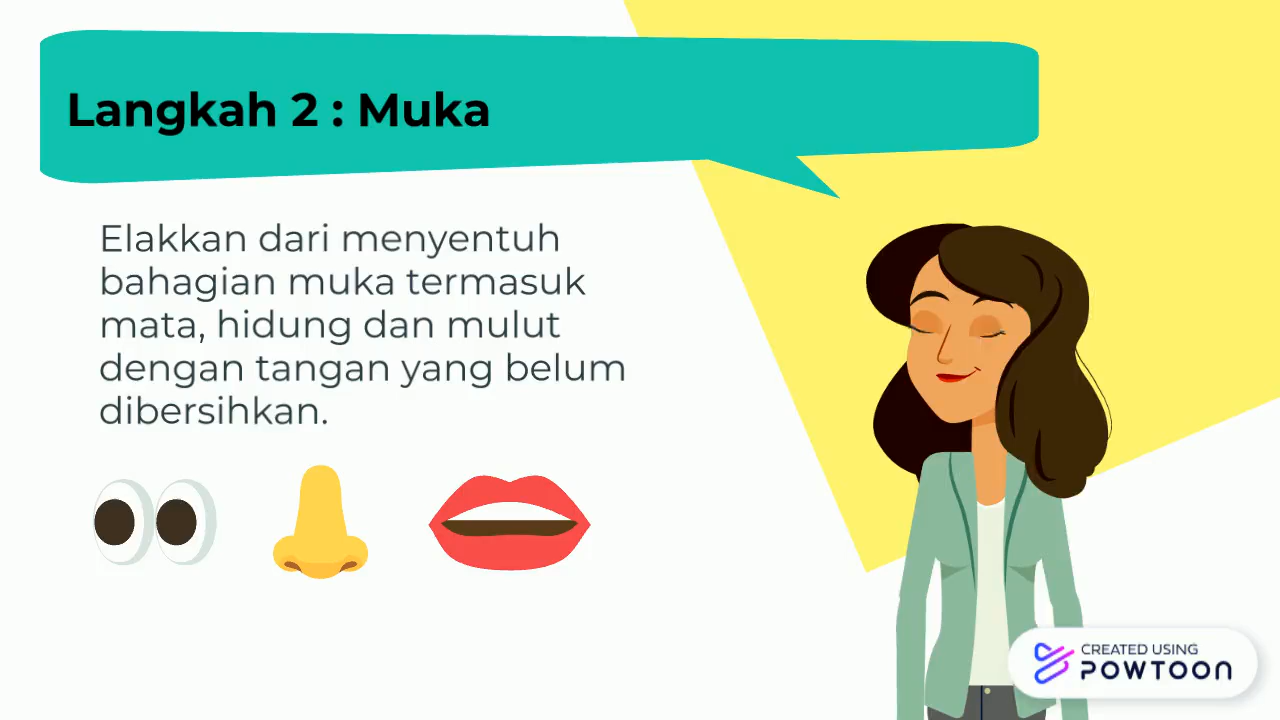 Langkah 2 : Muka
Elakkan dari menyentuh
bahagian muka termasuk
mata, hidung dan mulut
dengan tangan yang belum
dibersihkan.
CREATED USING
POWTOON